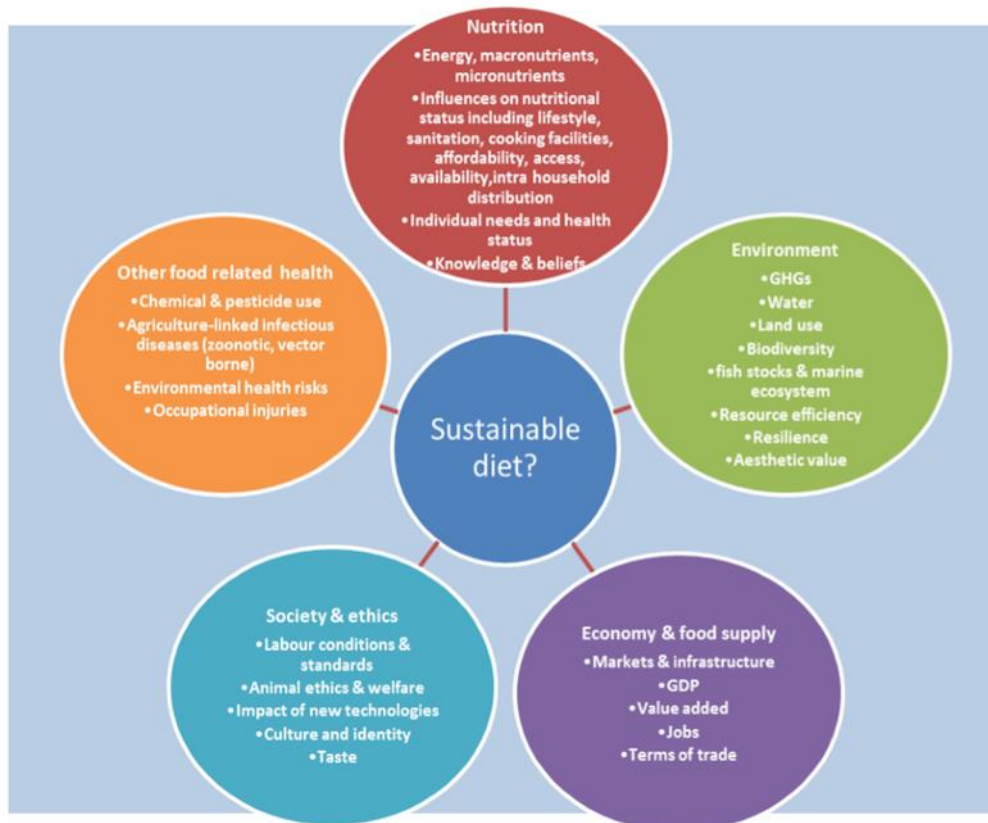 Nutrition
•Energy, macronutrients,
micronutrients
•Influences on nutritional
status including lifestyle,
sanitation, cooking facilities,
affordability, access,
availability,intra household
distribution
•Individual needs and health
status
•Knowledge & beliefs
Environment
•GHGs
•Water
•Land use
•Biodiversity
•fish stocks & marine
ecosystem
•Resource efficiency
•Resilience
•Aesthetic value
Economy & food supply
•Markets & infrastructure
•GDP
•Value added
•Jobs
•Terms of trade
Society & ethics
•Labour conditions &
standards
•Animal ethics & welfare
•Impact of new technologies
•Culture and identity
•Taste
Other food related health
•Chemical & pesticide use
•Agriculture-linked infectious
diseases (zoonotic, vector
borne)
•Environmental health risks
•Occupational injuries
Sustainable
diet?